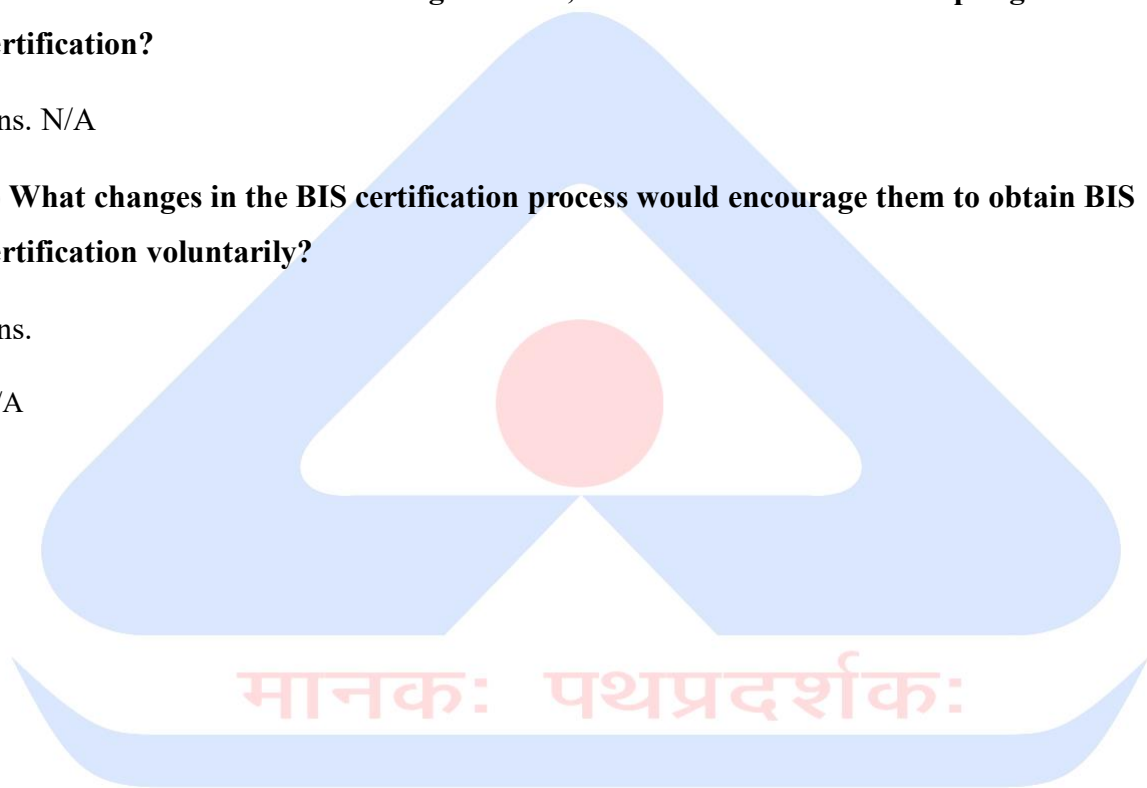 ertification?
ns. N/A
What changes in the BIS certification process would encourage them to obtain BIS
ertification voluntarily?
ns.
/A
मानकः पथप्रदर्शकः